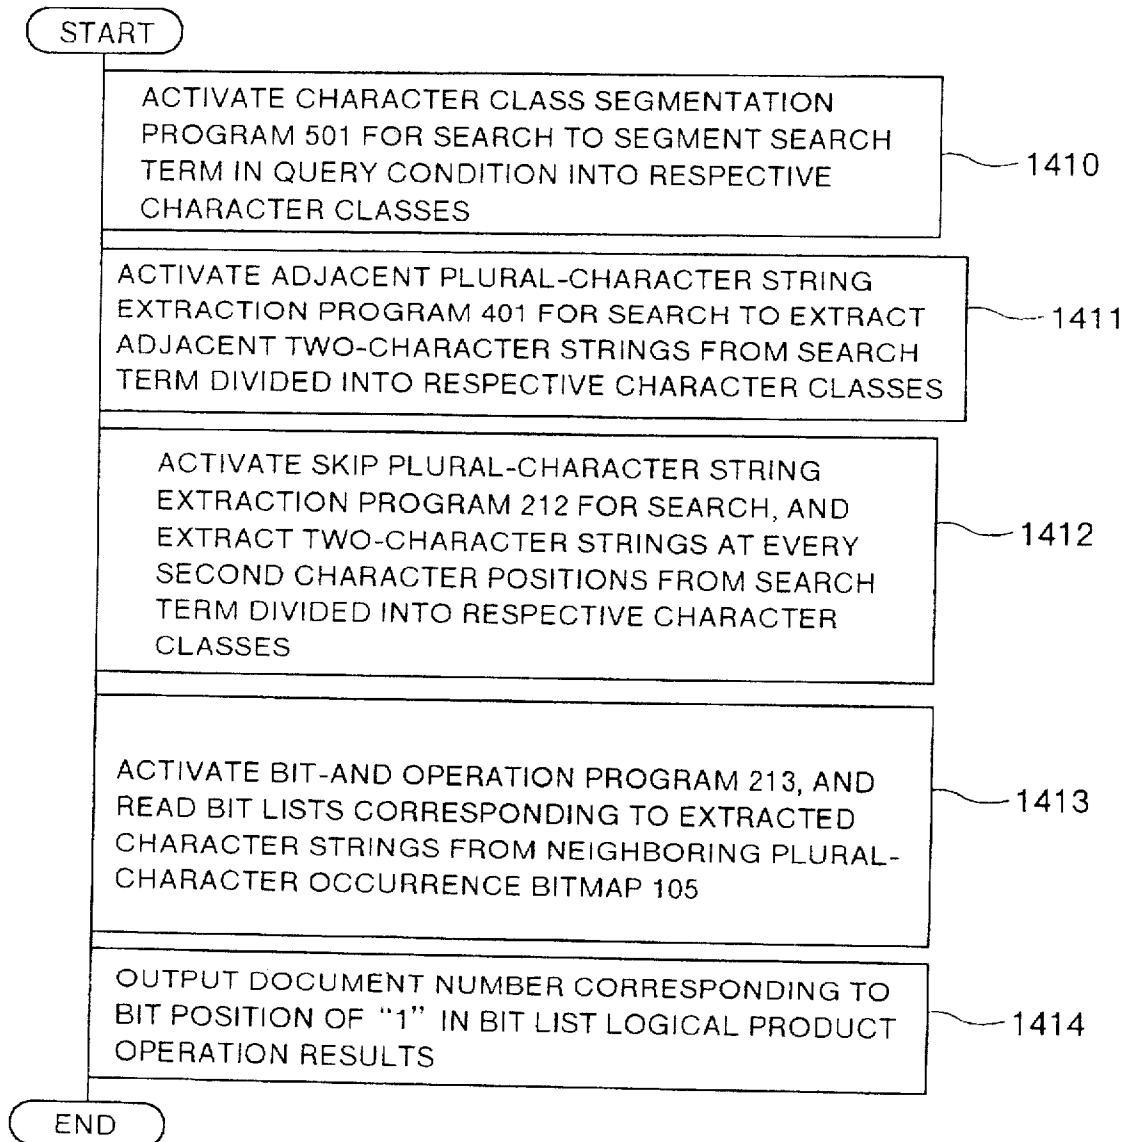 START
ACTIVATE CHARACTER CLASS SEGMENTATION
PROGRAM 501 FOR SEARCH TO SEGMENT SEARCH
TERM IN QUERY CONDITION INTO RESPECTIVE
CHARACTER CLASSES
1410
ACTIVATE ADJACENT PLURAL-CHARACTER STRING
EXTRACTION PROGRAM 401 FOR SEARCH TO EXTRACT
ADJACENT TWO-CHARACTER STRINGS FROM SEARCH
TERM DIVIDED INTO RESPECTIVE CHARACTER CLASSES
1411
ACTIVATE SKIP PLURAL-CHARACTER STRING
EXTRACTION PROGRAM 212 FOR SEARCH, AND
EXTRACT TWO-CHARACTER STRINGS AT EVERY
SECOND CHARACTER POSITIONS FROM SEARCH
TERM DIVIDED INTO RESPECTIVE CHARACTER
CLASSES
1412
ACTIVATE BIT-AND OPERATION PROGRAM 213, AND
READ BIT LISTS CORRESPONDING TO EXTRACTED
CHARACTER STRINGS FROM NEIGHBORING PLURAL-
CHARACTER OCCURRENCE BITMAP 105
1413
OUTPUT DOCUMENT NUMBER CORRESPONDING TO
BIT POSITION OF “1” IN BIT LIST LOGICAL PRODUCT
OPERATION RESULTS
1414
END